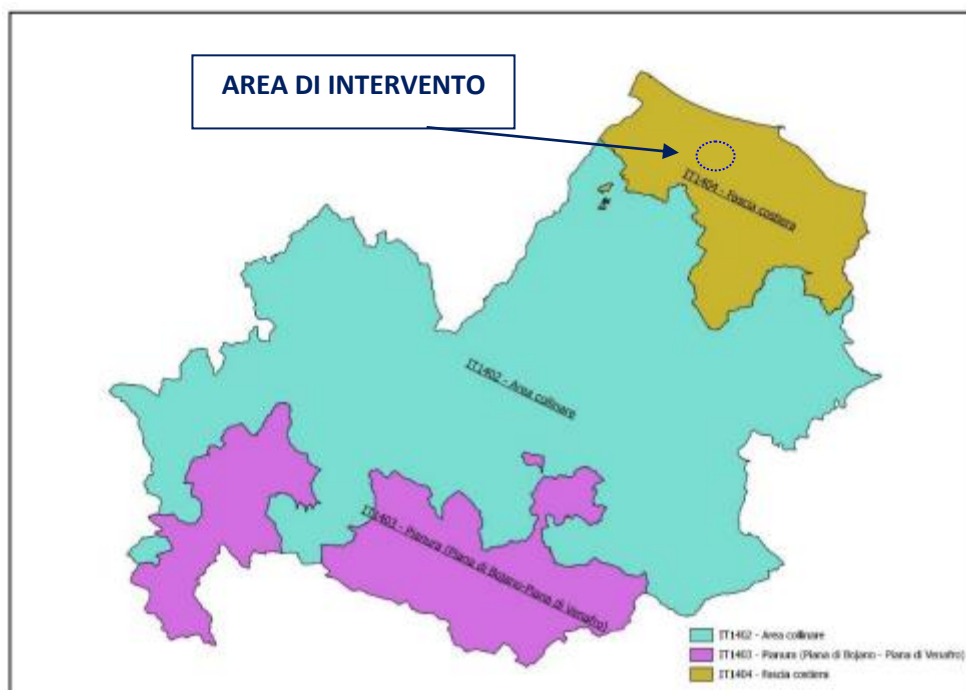 AREA DI INTERVENTO
IT1404 - Fascia costiera
IT1402 - Area collinare
IT1403 - Pianura (Piana di Bojano-Piana di Venafro)
IT1402 - Area collinare
IT1403 - Pianura (Piana di Bojano - Piana di Venafro)
IT1404 - Fascia costiera